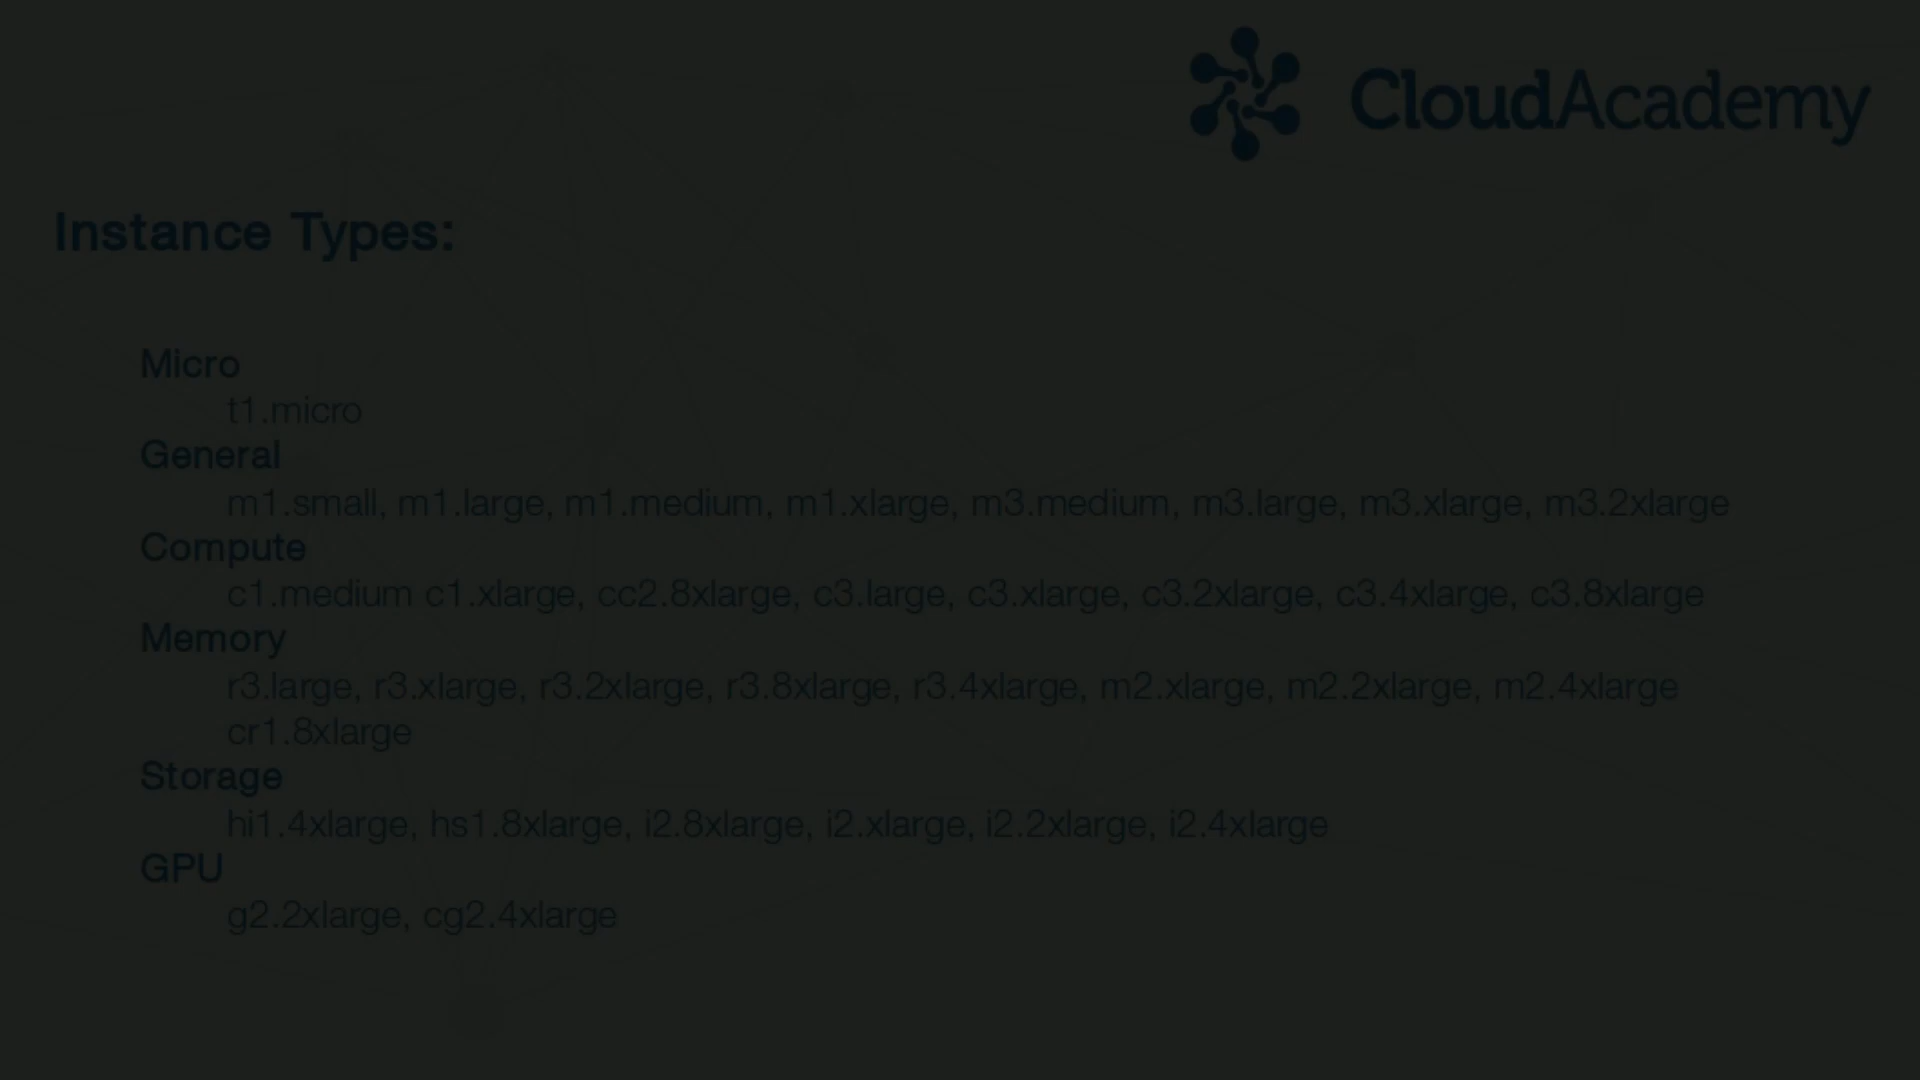 CloudAcademy
Instance Types:
Micro
t1.micro
General
m1.small, m1.large, m1.medium, m1.xlarge, m3.medium, m3.large, m3.xlarge, m3.2xlarge
Compute
c1.medium c1.xlarge, cc2.8xlarge, c3.large, c3.xlarge, c3.2xlarge, c3.4xlarge, c3.8xlarge
Memory
r3.large, r3.xlarge, r3.2xlarge, r3.8xlarge, r3.4xlarge, m2.xlarge, m2.2xlarge, m2.4xlarge
cr1.8xlarge
Storage
hi1.4xlarge, hs1.8xlarge, i2.8xlarge, i2.xlarge, i2.2xlarge, i2.4xlarge
GPU
g2.2xlarge, cg2.4xlarge